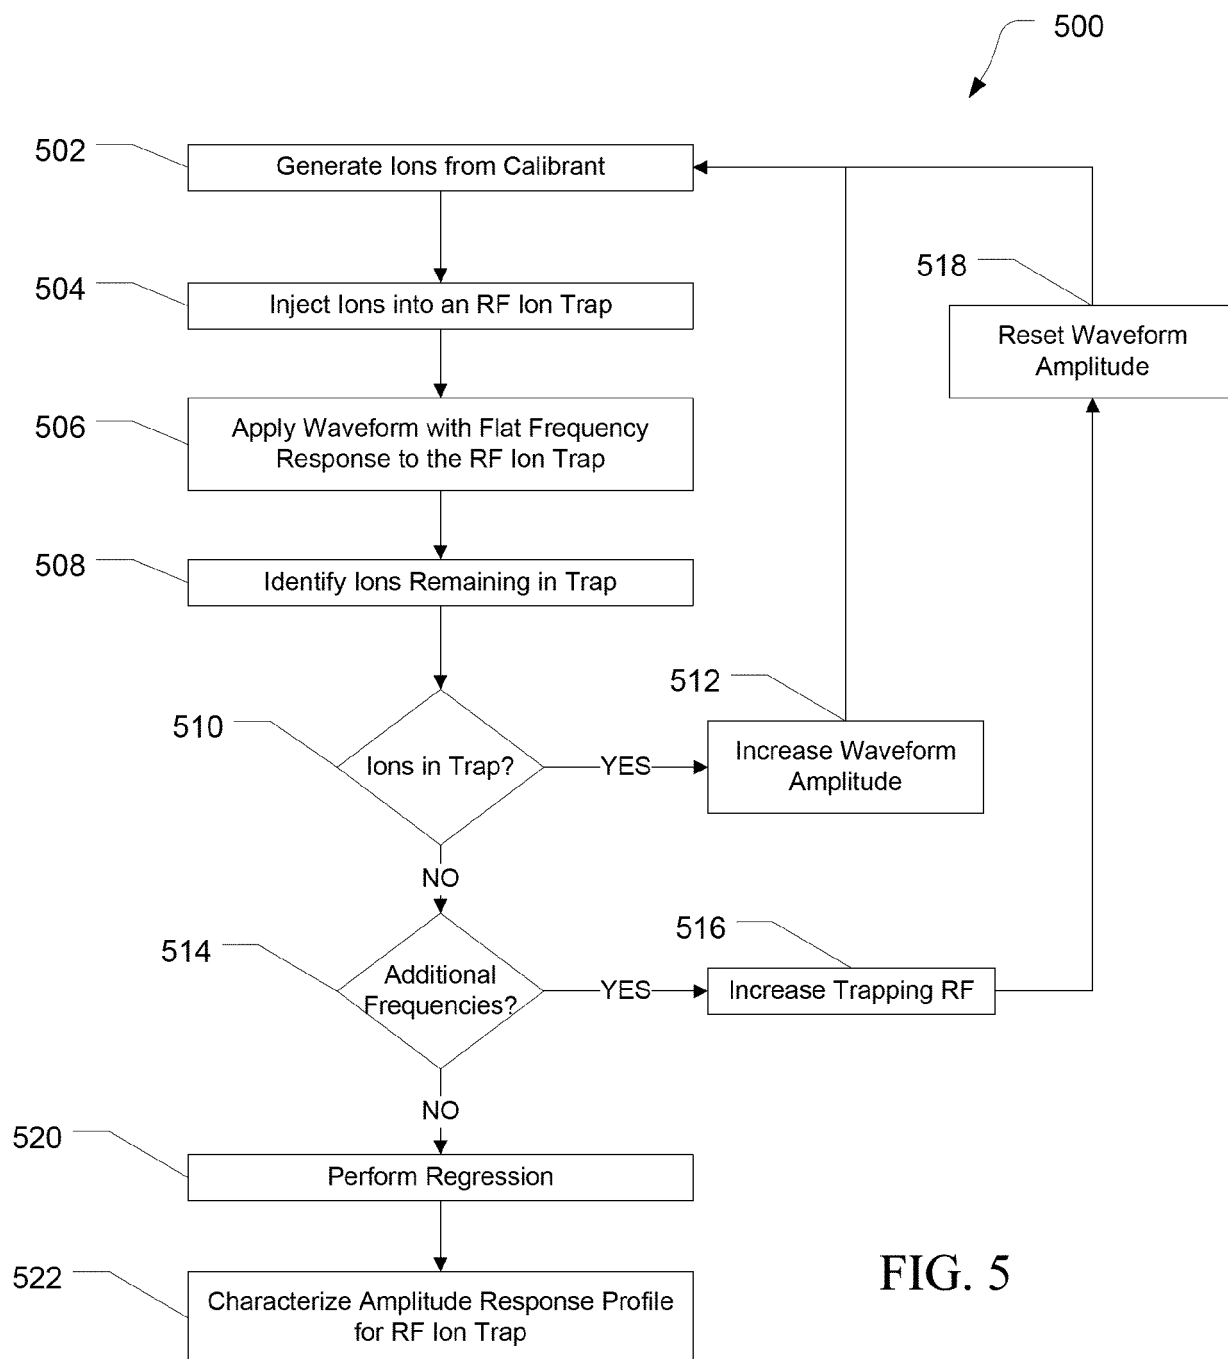 500
502
Generate Ions from Calibrant
504
Inject Ions into an RF Ion Trap
518
Reset Waveform
Amplitude
506
Apply Waveform with Flat Frequency
Response to the RF Ion Trap
508
Identify Ions Remaining in Trap
510
Ions in Trap?
YES
512
Increase Waveform
Amplitude
NO
514
Additional
Frequencies?
YES
516
Increase Trapping RF
NO
520
Perform Regression
522
Characterize Amplitude Response Profile
for RF Ion Trap
FIG. 5